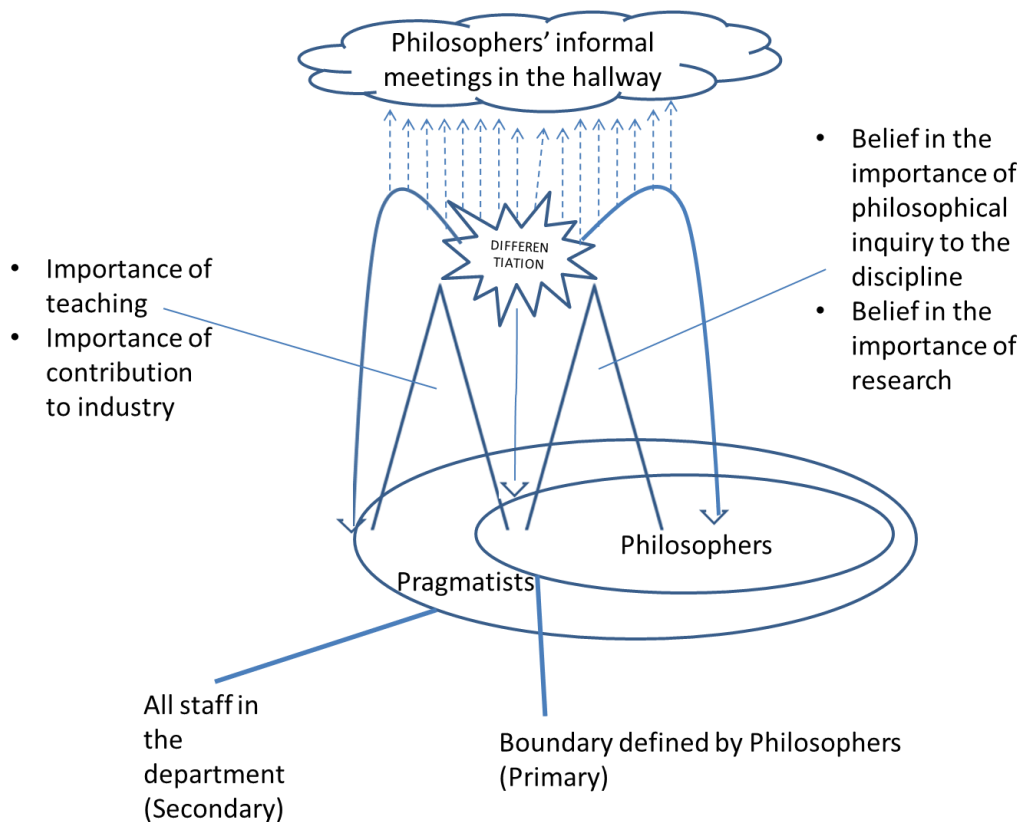 Philosophers' informal
meetings in the hallway
• Belief in the
importance of
philosophical
inquiry to the
discipline
• Belief in the
importance of
research
DIFFEREN
TIATION
• Importance of
teaching
• Importance of
contribution
to industry
Philosophers
Pragmatists
All staff in
the
department
(Secondary)
Boundary defined by Philosophers
(Primary)